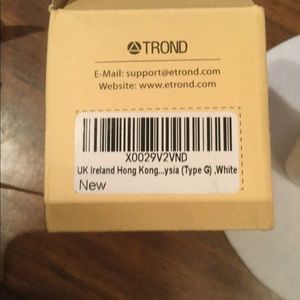 TROND
E-Mail: support@etrond.com
Website: www.etrond.com
X0029V2VND
UK Ireland Hong Kong...ysia (Type G) ,White
New